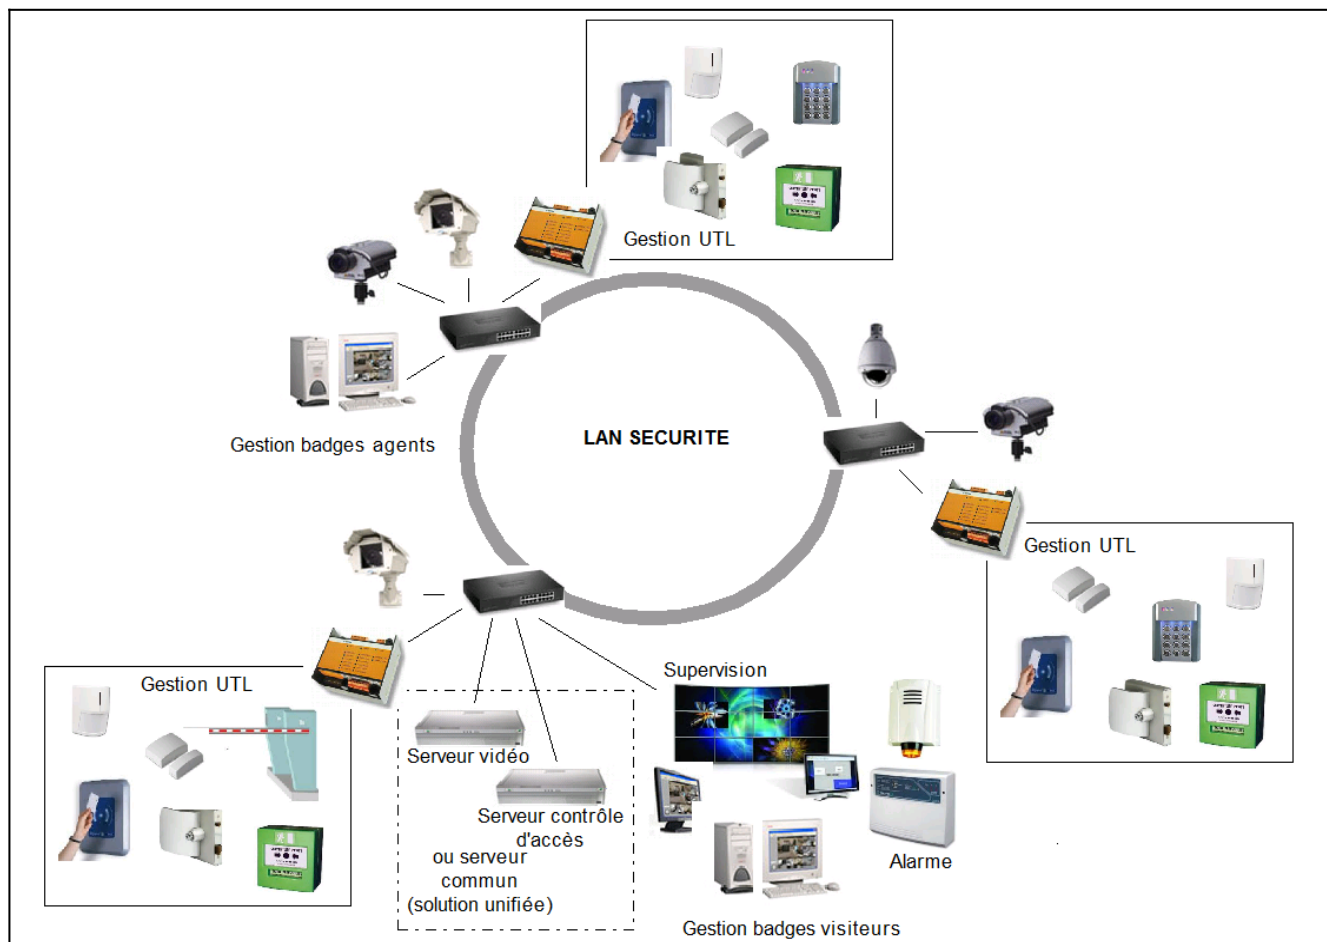 Gestion UTL
Gestion badges agents
LAN SECURITE
Gestion UTL
Gestion UTL
Supervision
Serveur vidéo
Serveur contrôle
d'accès
ou serveur
commun
(solution unifiée)
Alarme
Gestion badges visiteurs